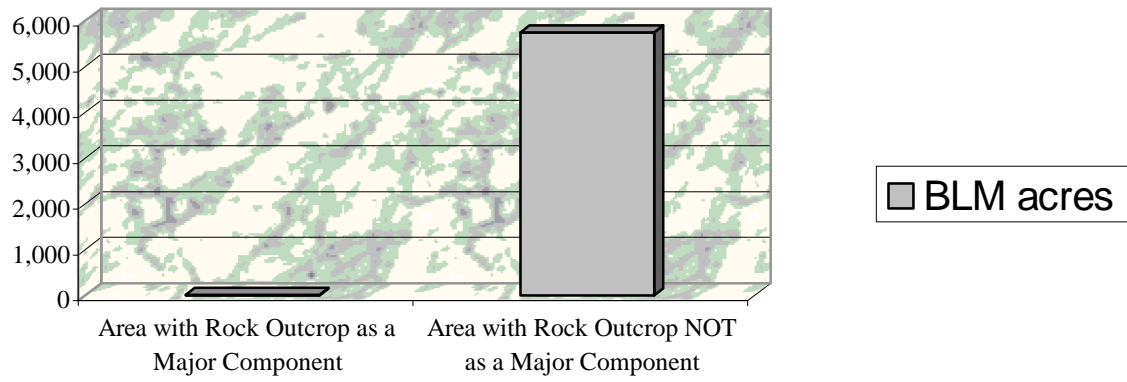 6,000
5,000
4,000
3,000
2,000
1,000
0
Area with Rock Outcrop as a
Major Component
Area with Rock Outcrop NOT
as a Major Component
BLM acres